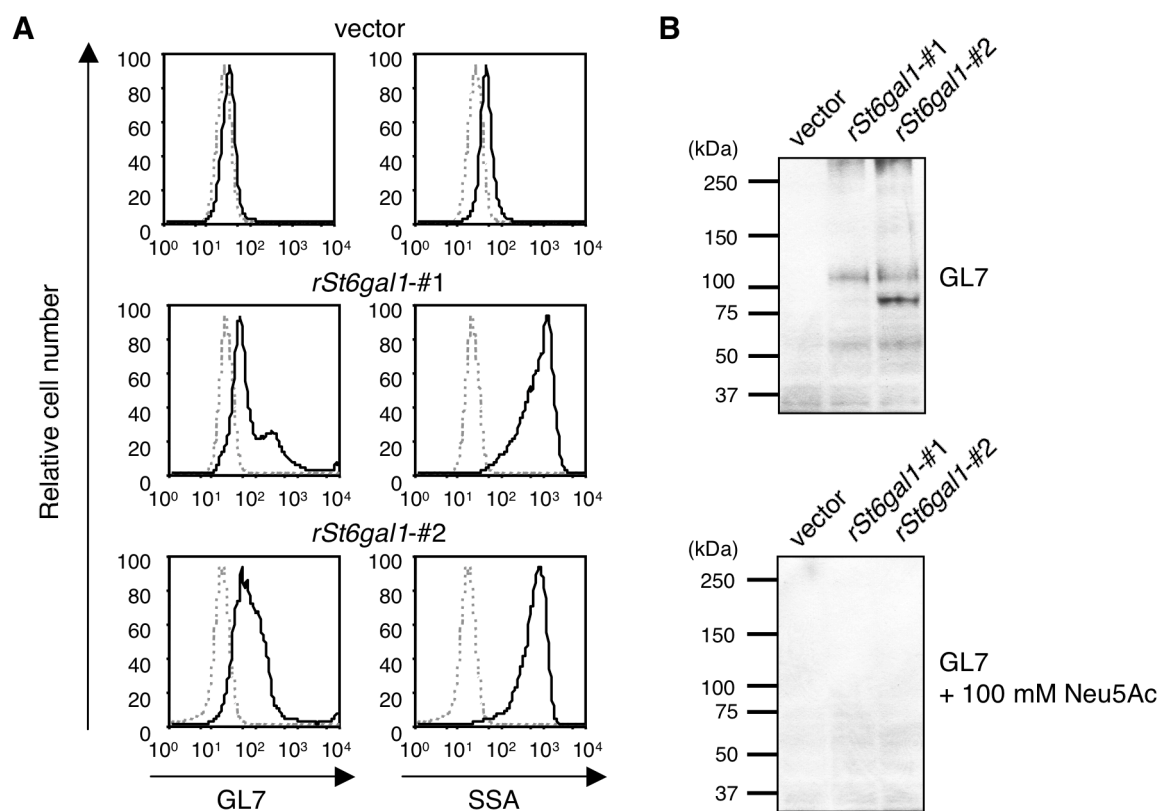 A
vector
100 80 60 40 20 0
10⁰ 10¹ 10² 10³ 10⁴
100 80 60 40 20 0
10⁰ 10¹ 10² 10³ 10⁴
rSt6gal1-#1
100 80 60 40 20 0
10⁰ 10¹ 10² 10³ 10⁴
100 80 60 40 20 0
10⁰ 10¹ 10² 10³ 10⁴
rSt6gal1-#2
100 80 60 40 20 0
10⁰ 10¹ 10² 10³ 10⁴
100 80 60 40 20 0
10⁰ 10¹ 10² 10³ 10⁴
Relative cell number
GL7
SSA
B
vector
rSt6gal1-#1
rSt6gal1-#2
(kDa)
250
150
100
75
50
37
GL7
vector
rSt6gal1-#1
rSt6gal1-#2
(kDa)
250
150
100
75
50
37
GL7
+ 100 mM Neu5Ac